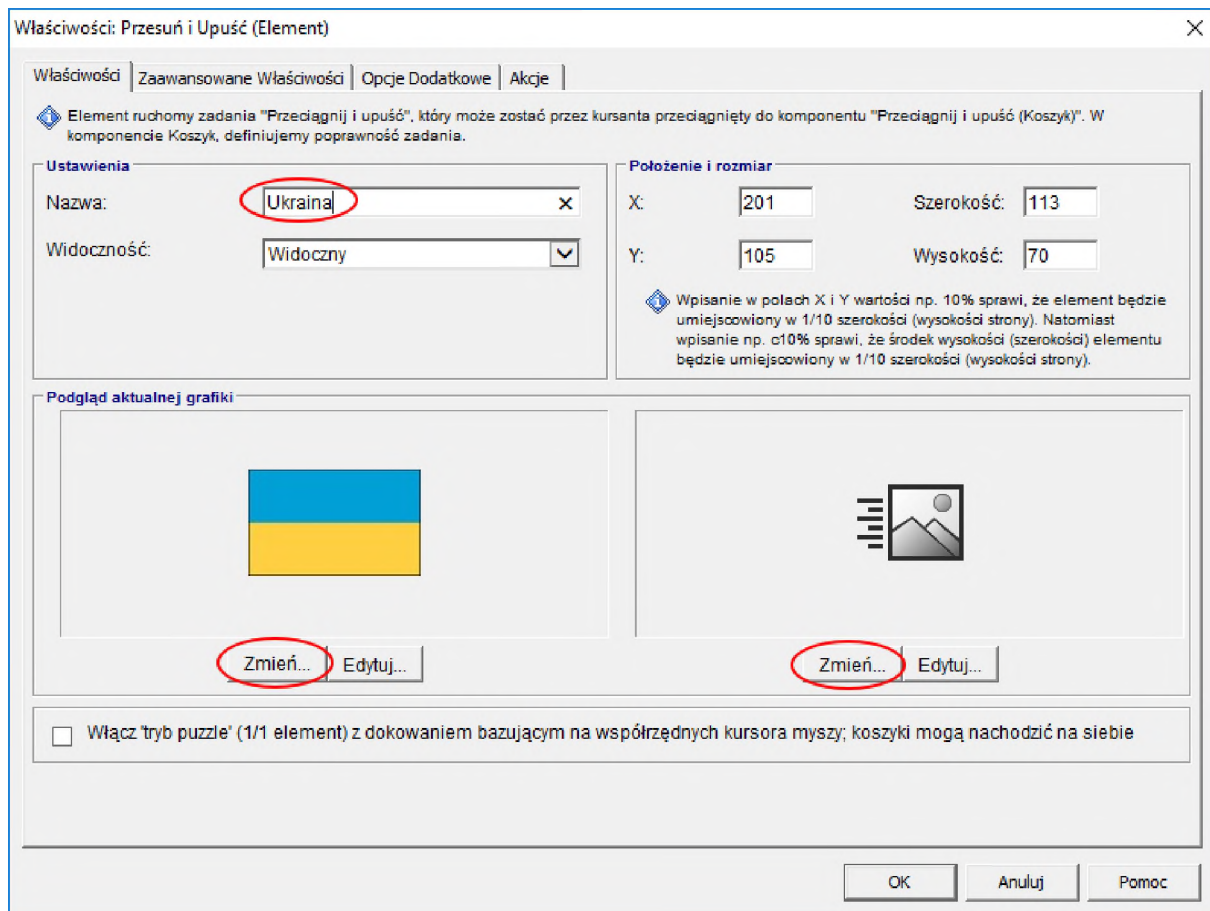 Właściwości: Przesuń i Upuść (Element)
Właściwości
Zaawansowane Właściwości
Opcje Dodatkowe
Akcje
Element ruchomy zadania "Przeciągnij i upuść", który może zostać przez kursanta przeciągnięty do komponentu "Przeciągnij i upuść (Koszyk)". W
komponencie Koszyk, definiujemy poprawność zadania.
Ustawienia
Nazwa:
Ukraina
Widoczność:
Widoczny
Położenie i rozmiar
X:
201
Szerokość:
113
Y:
105
Wysokość:
70
Wpisanie w polach X i Y wartości np. 10% sprawi, że element będzie
umiejscowiony w 1/10 szerokości (wysokości strony). Natomiast
wpisanie np. c10% sprawi, że środek wysokości (szerokości) elementu
będzie umiejscowiony w 1/10 szerokości (wysokości strony).
Podgląd aktualnej grafiki
Zmień...
Edytuj...
Zmień...
Edytuj...
Włącz 'tryb puzzle' (1/1 element) z dokowaniem bazującym na współrzędnych kursora myszy; koszyki mogą nachodzić na siebie
OK
Anuluj
Pomoc